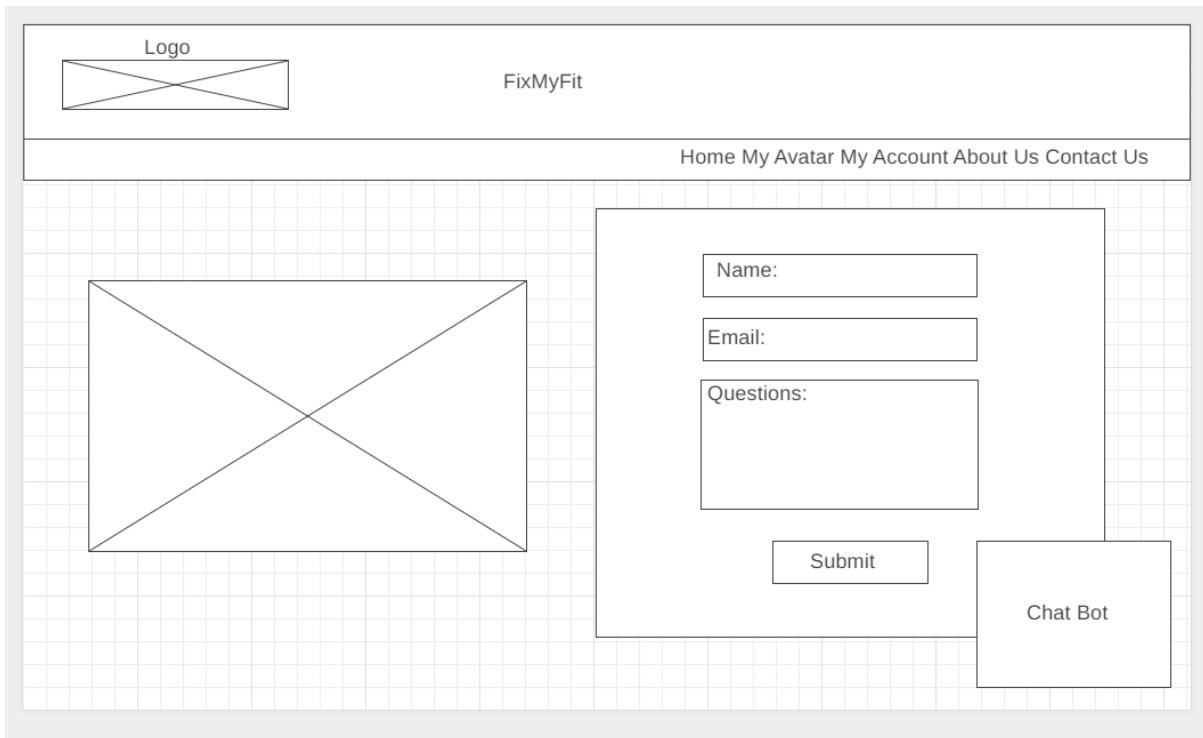 Logo
FixMyFit
Home My Avatar My Account About Us Contact Us
Name:
Email:
Questions:
Submit
Chat Bot